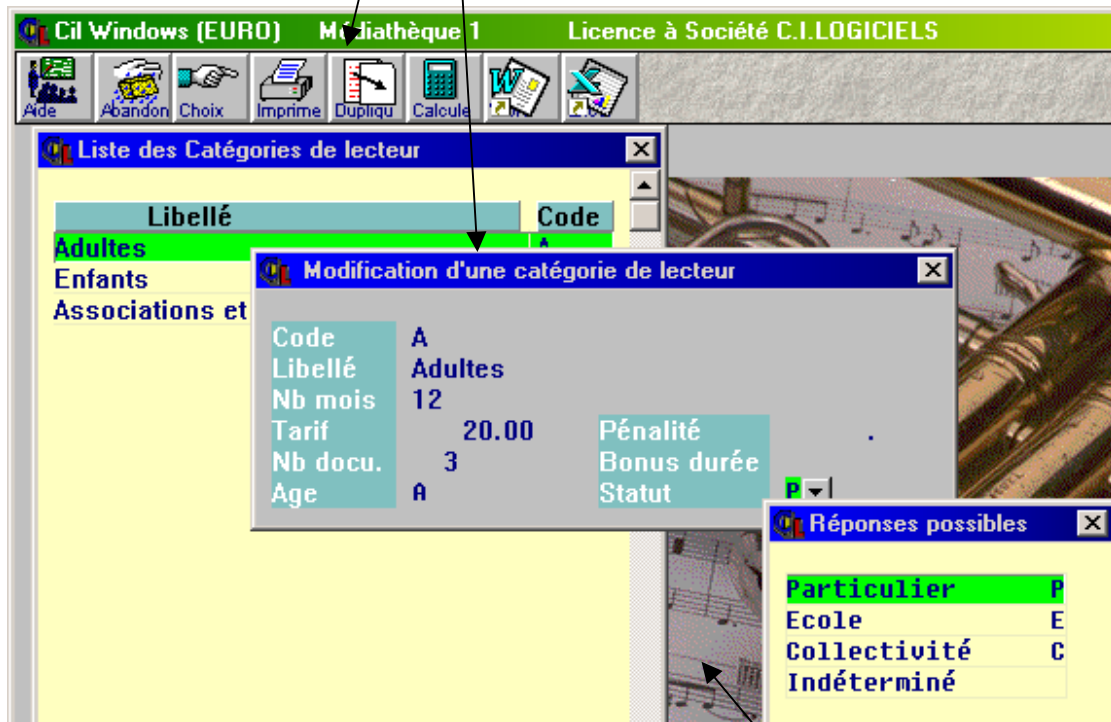 Cil Windows (EURO) Médiathèque 1 Licence à Société C.I.LOGICIELS
Aide Abandon Choix Imprime Dupliqu Calcule
Liste des Catégories de lecteur
Libellé Code
Adultes A
Enfants
Associations et
Modification d'une catégorie de lecteur
Code A
Libellé Adultes
Nb mois 12
Tarif 20.00 Pénalité .
Nb docu. 3 Bonus durée
Age A Statut P
Réponses possibles
Particulier P
Ecole E
Collectivité C
Indéterminé